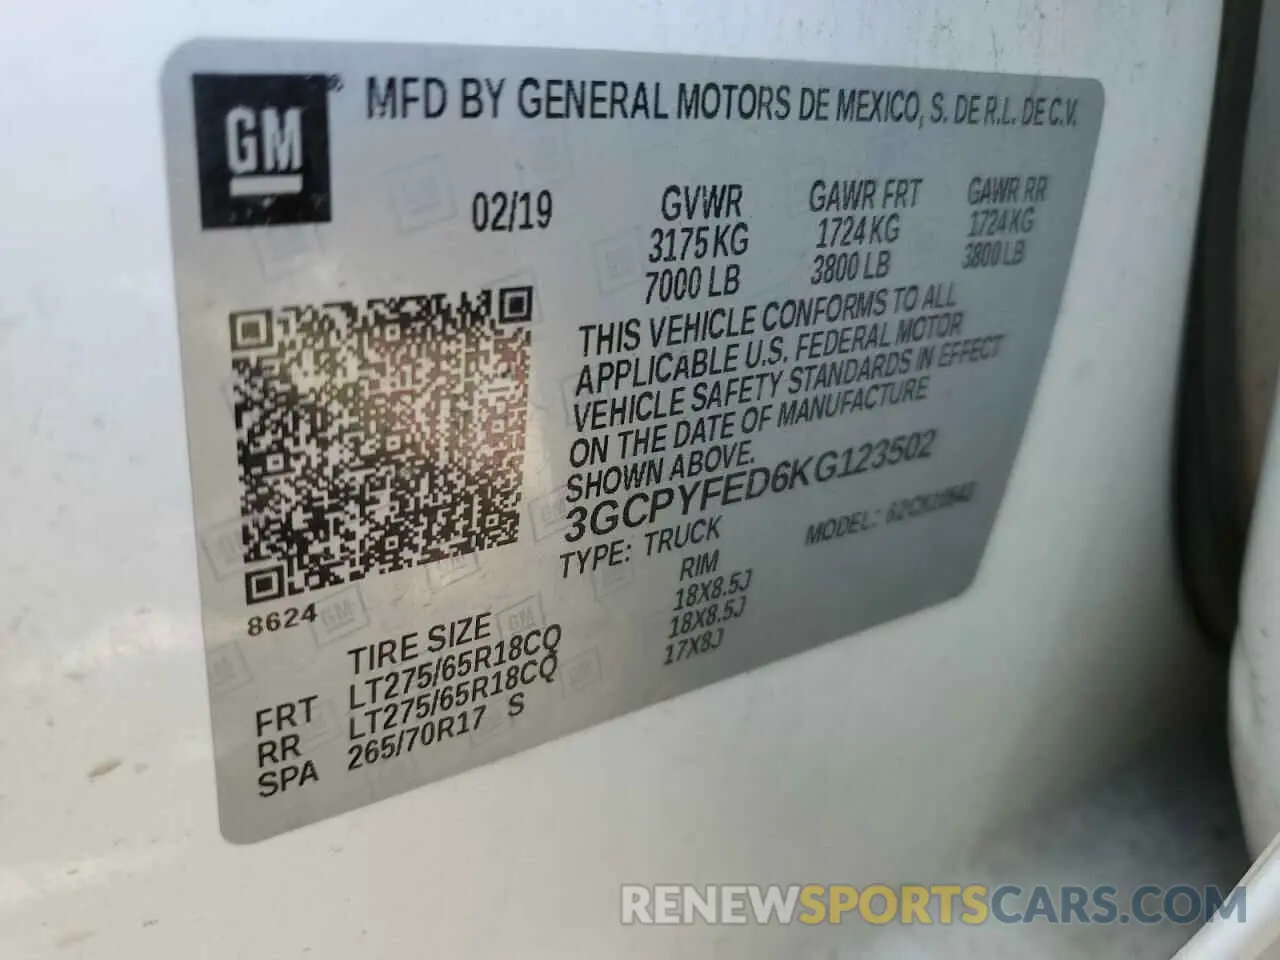 GM
MFD BY GENERAL MOTORS DE MEXICO, S. DE R.L. DE C.V.
02/19
GVWR GAWR FRT GAWR RR
3175 KG 1724 KG 1724 KG
7000 LB 3800 LB 3800 LB
THIS VEHICLE CONFORMS TO ALL
APPLICABLE U.S. FEDERAL MOTOR
VEHICLE SAFETY STANDARDS IN EFFECT
ON THE DATE OF MANUFACTURE
SHOWN ABOVE.
3GCPYFED6KG123502
TYPE: TRUCK MODEL:
8624
TIRE SIZE RIM
FRT LT275/65R18CQ 18X8.5J
RR LT275/65R18CQ 18X8.5J
SPA 265/70R17 S 17X8J
RENEWSPORTSCARS.COM